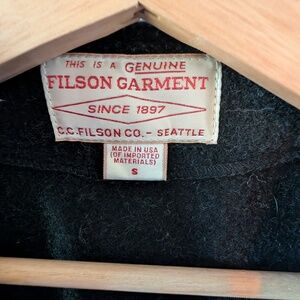 THIS IS A GENUINE
FILSON GARMENT
SINCE 1897
C.C. FILSON CO. - SEATTLE
MADE IN USA
(OF IMPORTED
MATERIALS)
S